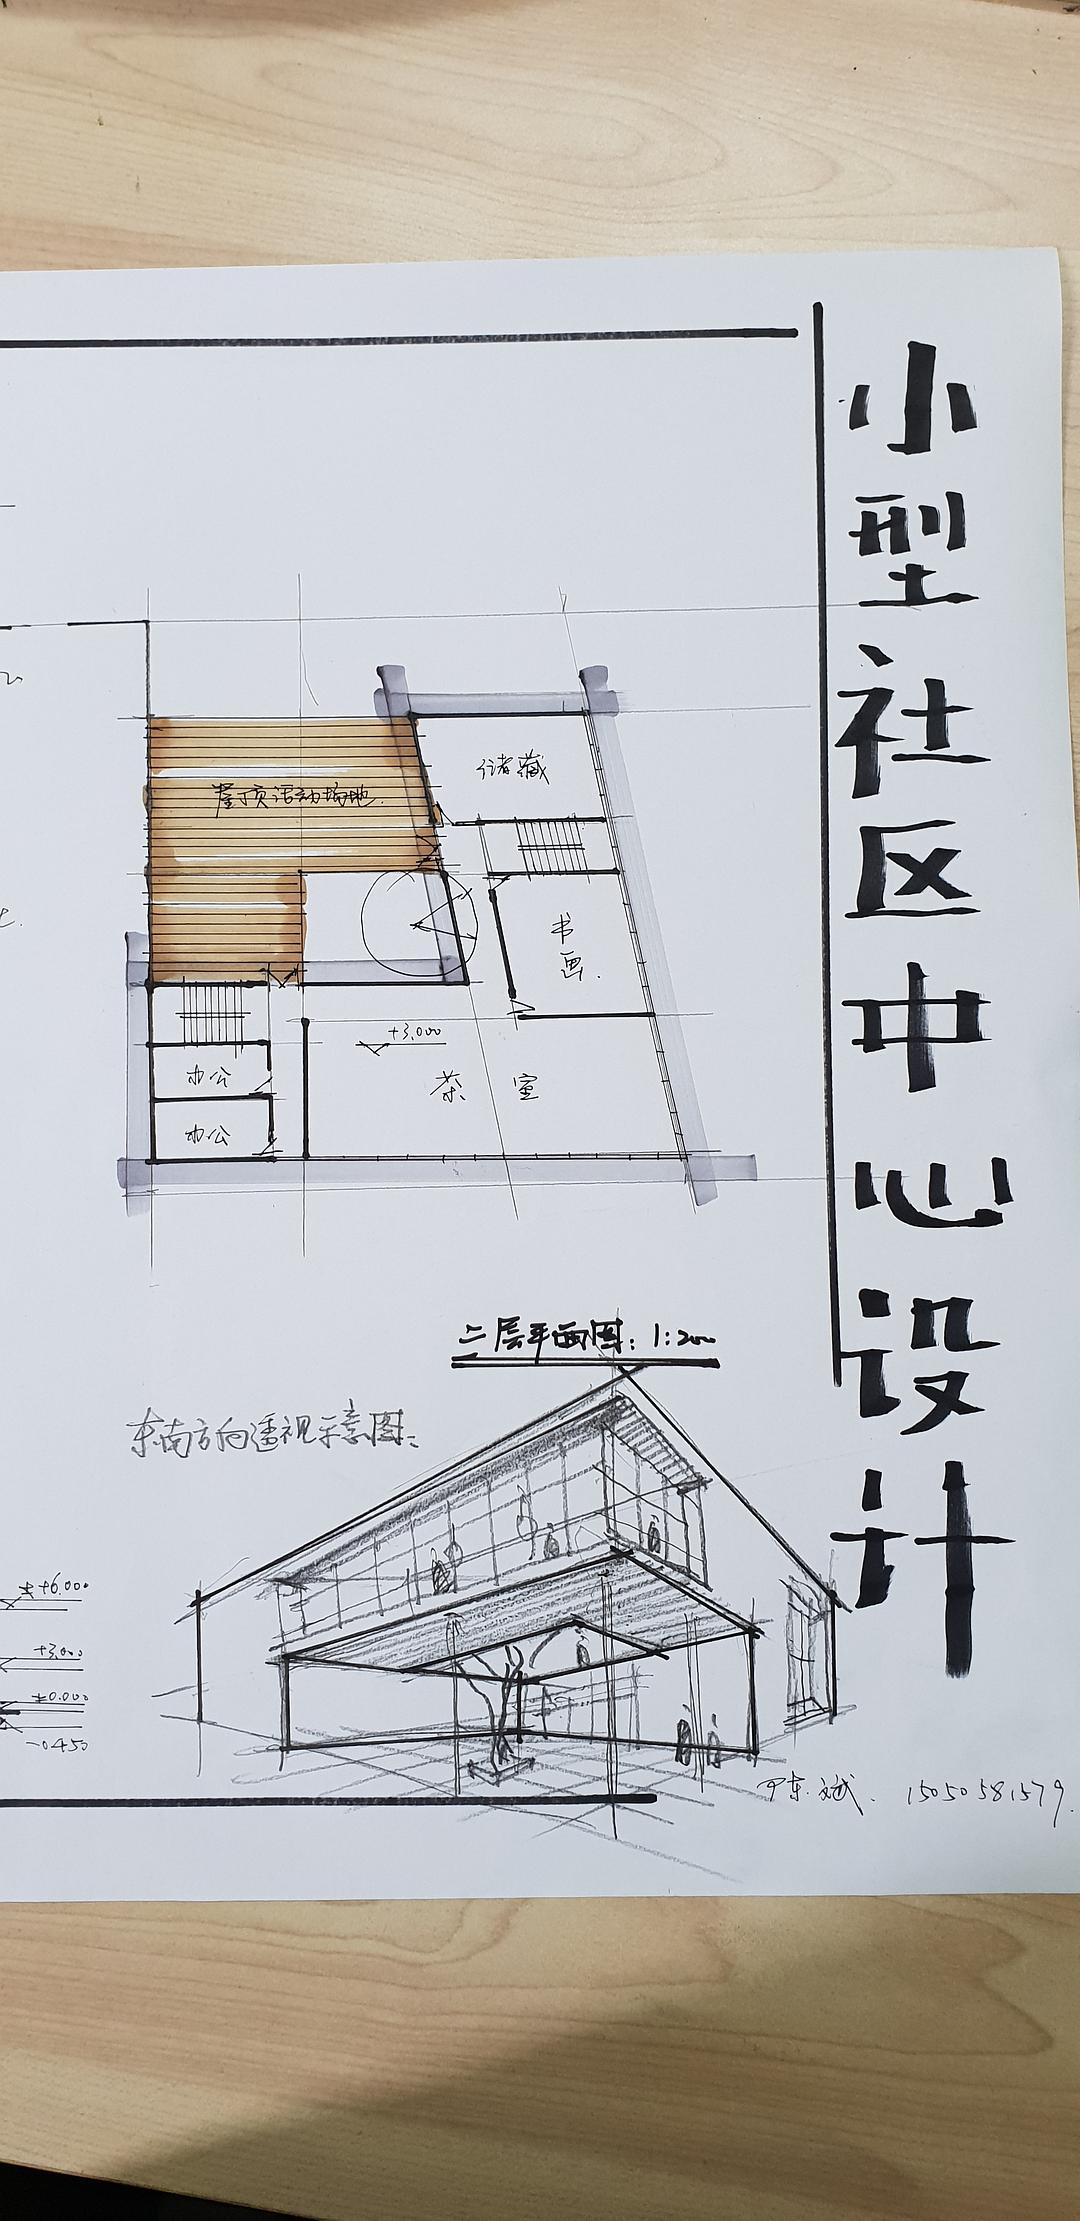 小型社区中心设计
储藏
屋顶活动场地
书画
+3.000
茶室
办公
办公
二层平面图：1:200
东南方向透视示意图：
+6.000
+3.000
±0.000
-0.450
15050581579